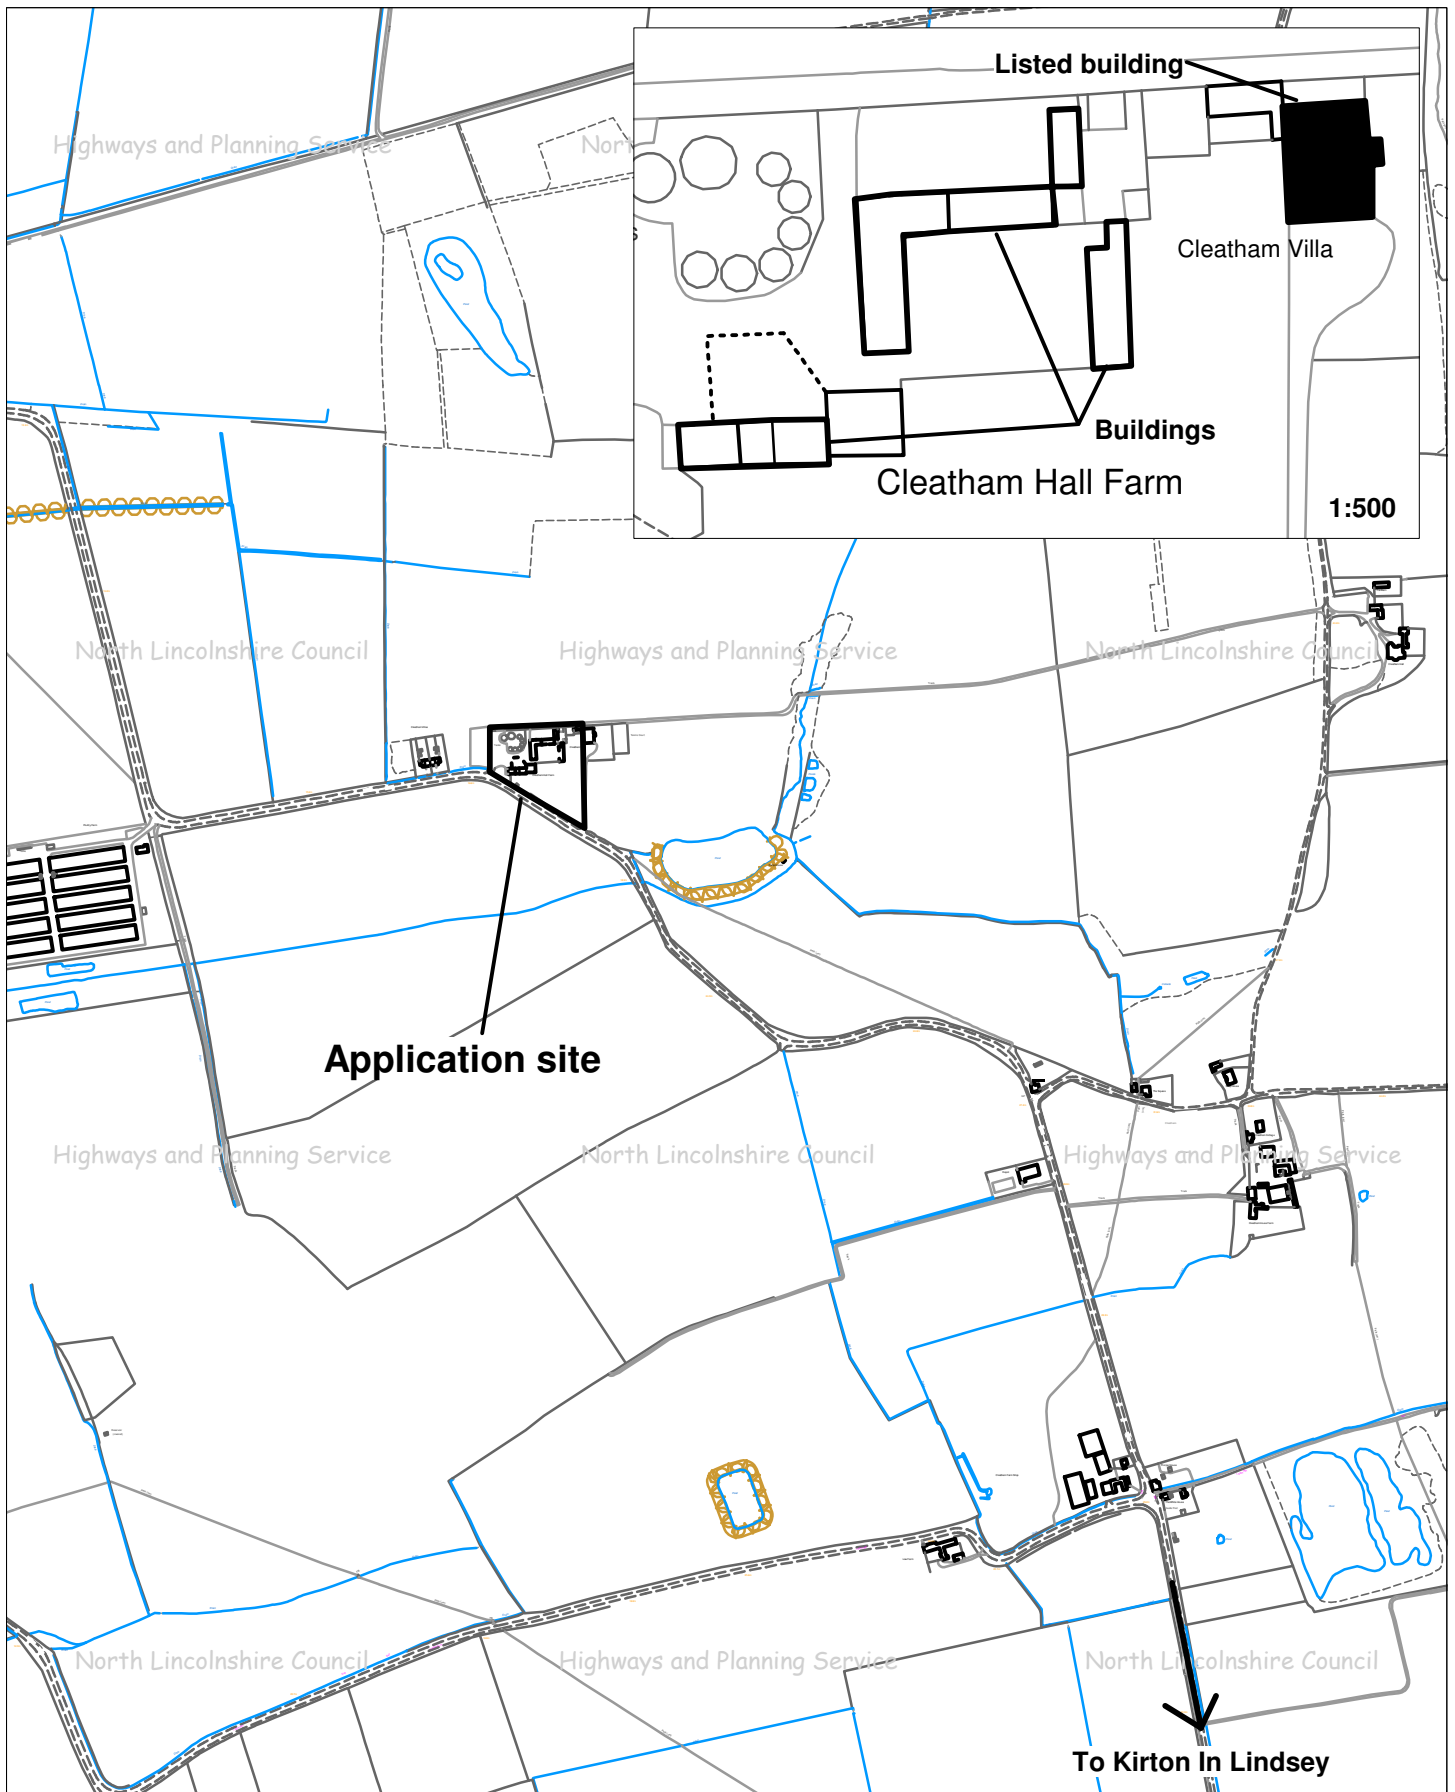 Listed building
Highways and Planning Service
Nort
s
Cleatham Villa
Buildings
Cleatham Hall Farm
1:500
North Lincolnshire Council
Highways and Planning Service
North Lincolnshire Council
Application site
Highways and Planning Service
North Lincolnshire Council
Highways and Planning Service
North Lincolnshire Council
Highways and Planning Service
North Lincolnshire Council
To Kirton In Lindsey